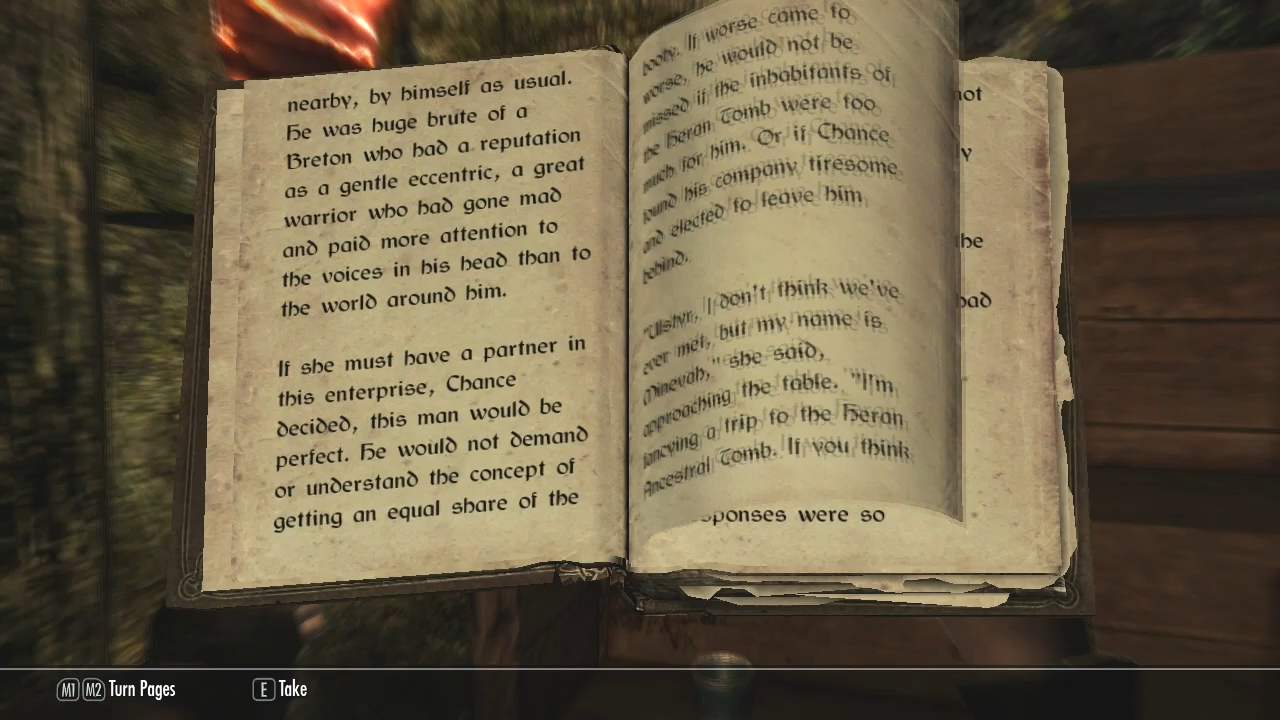 nearby, by himself as usual.
He was huge brute of a
Breton who had a reputation
as a gentle eccentric, a great
warrior who had gone mad
and paid more attention to
the voices in his head than to
the world around him.
If she must have a partner in
this enterprise, Chance
decided, this man would be
perfect. He would not demand
or understand the concept of
getting an equal share of the
booty. If worse came to
worse, he would not be
missed if the inhabitants of
the Heran Tomb were too
much for him. Or if Chance
found his company tiresome
and elected to leave him
behind.
"Ulstyr, I don't think we've
ever met, but my name is
Minevah," she said,
approaching the table. "I'm
fancying a trip to the Heran
Ancestral Tomb. If you think
sponses were so
not
y
he
bad
M1 M2 Turn Pages
E Take